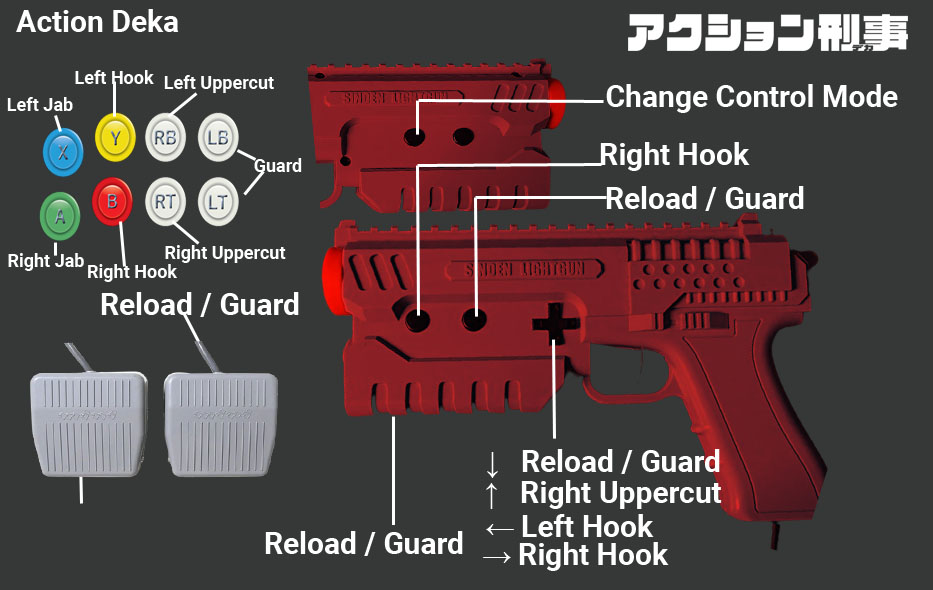 Action Deka
アクション刑事
デカ
Left Hook
Left Uppercut
Left Jab
X
Y
RB
LB
Guard
A
B
RT
LT
Right Jab
Right Hook
Right Uppercut
Reload / Guard
SINDEN LIGHTGUN
Change Control Mode
Right Hook
Reload / Guard
SINDEN LIGHTGUN
↓ Reload / Guard
↑ Right Uppercut
← Left Hook
→ Right Hook
Reload / Guard